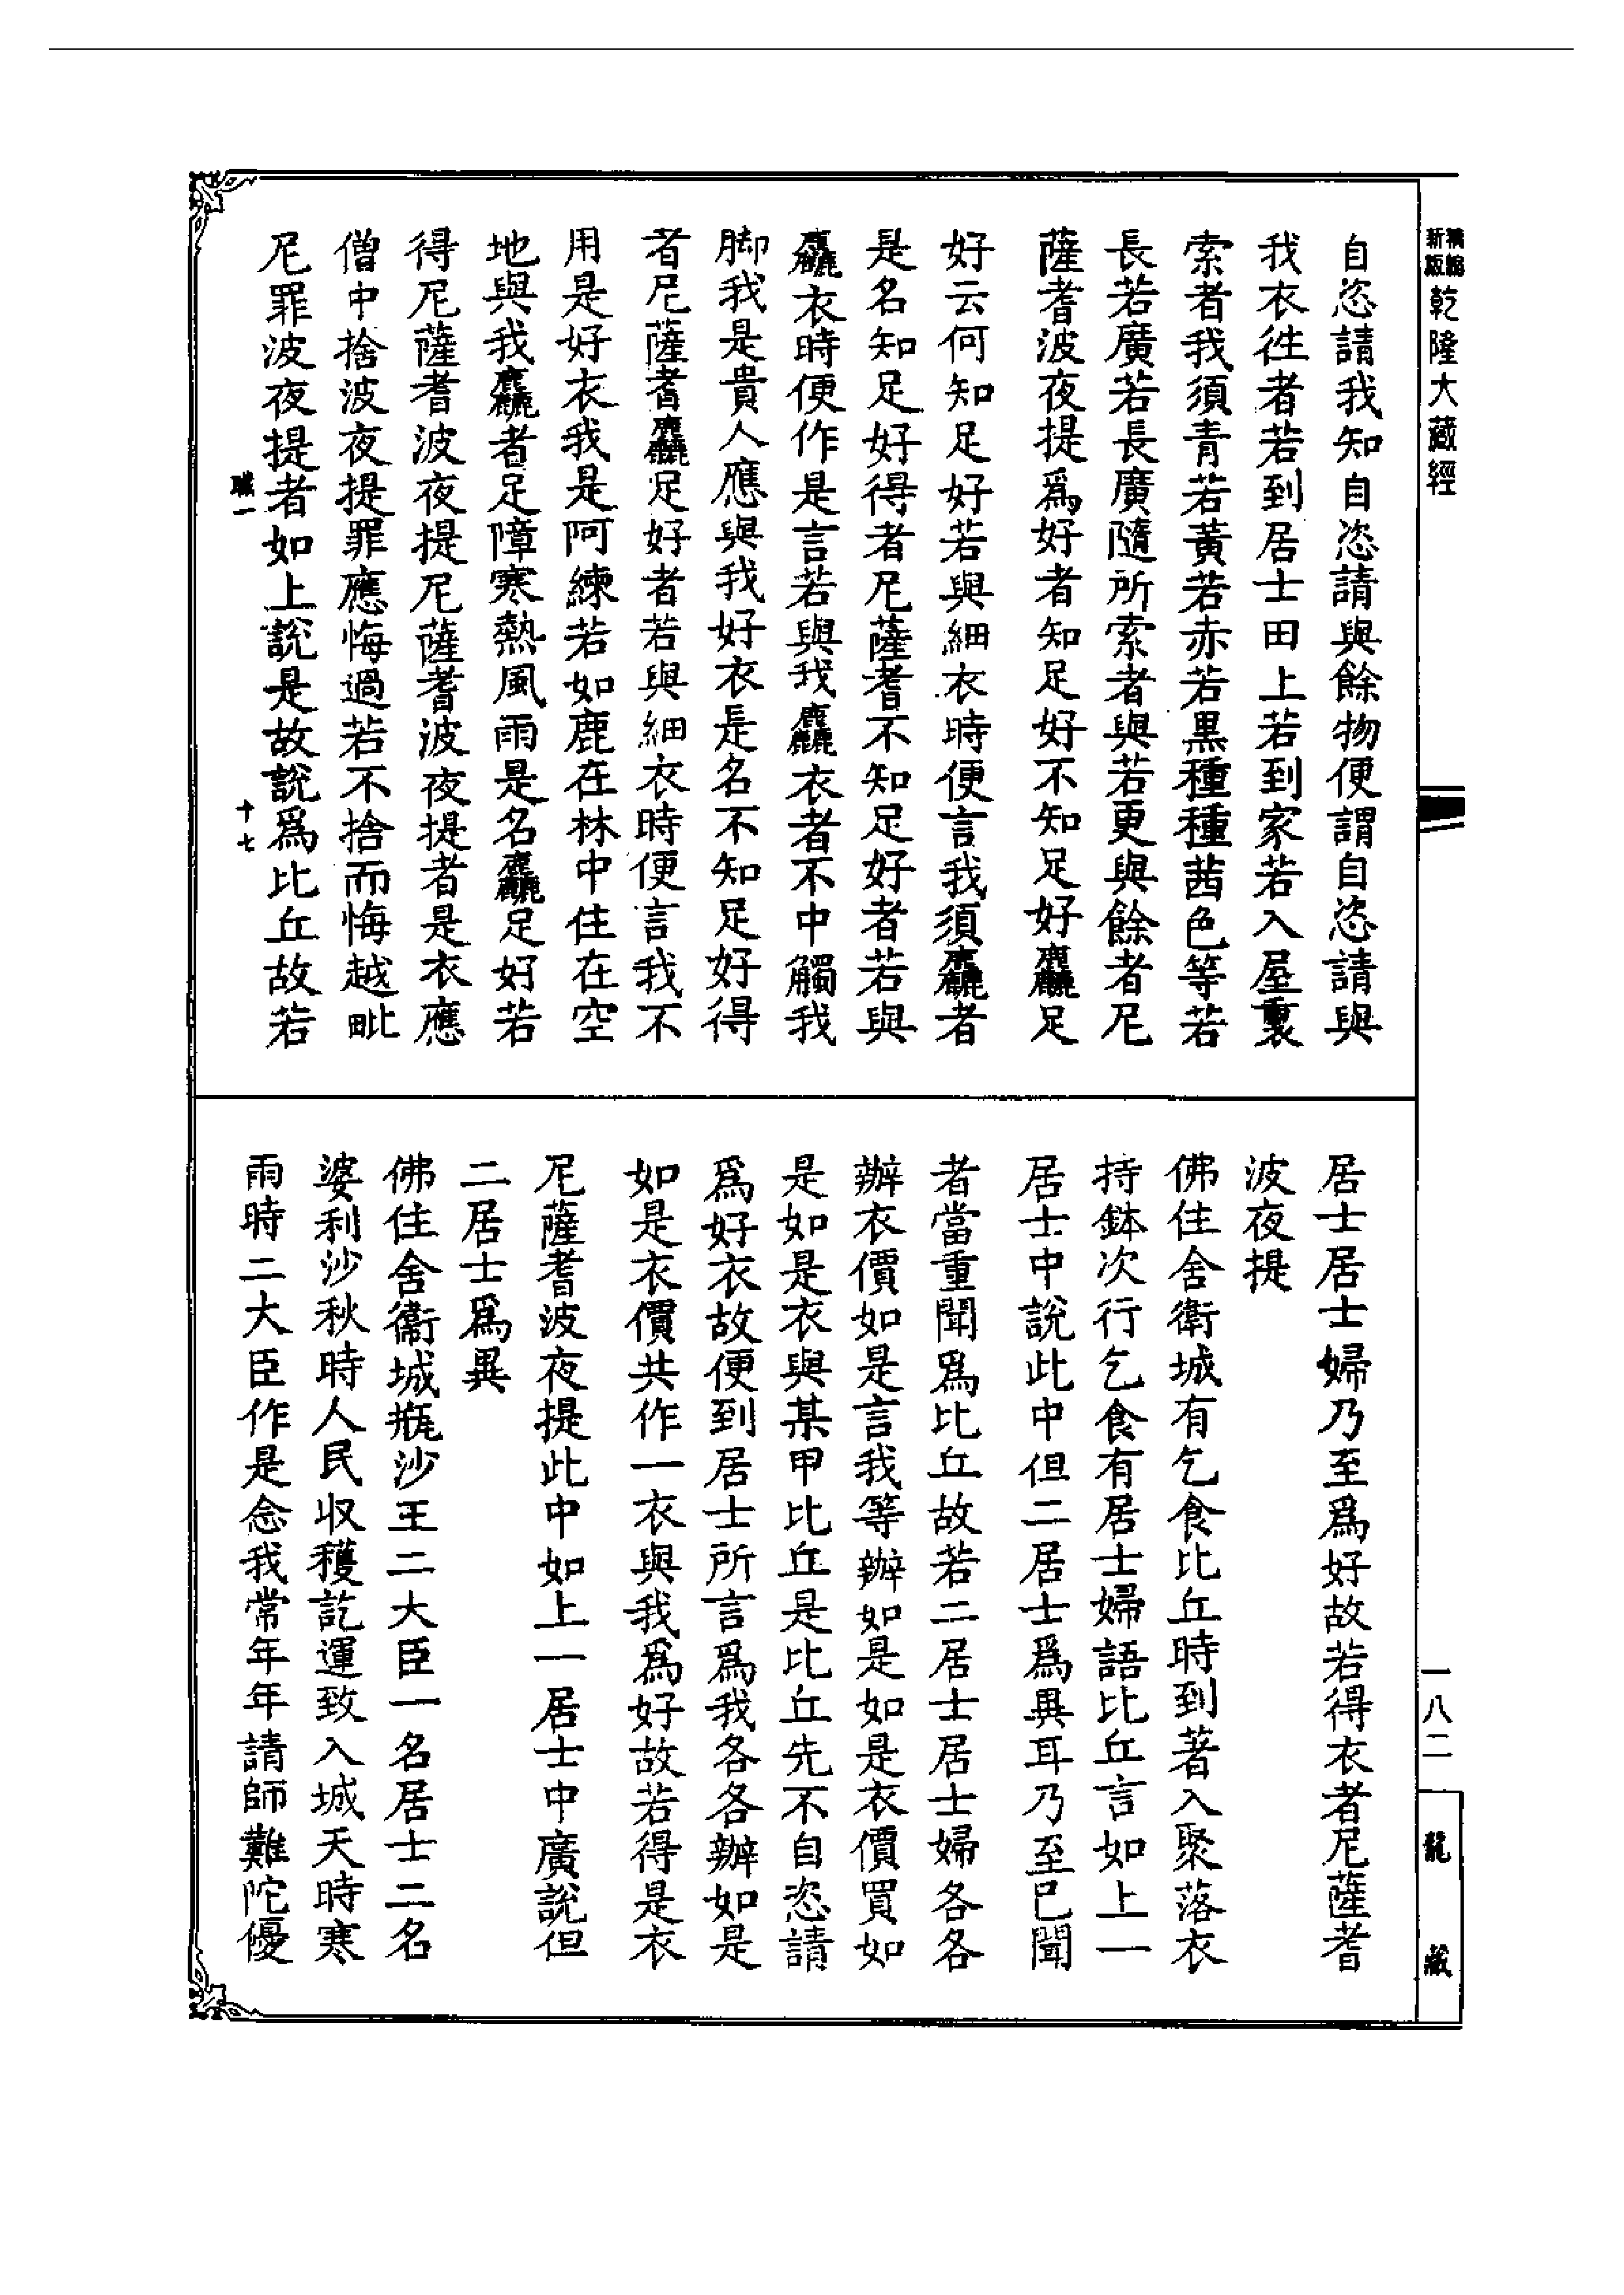 精縮新版乾隆大藏經
自恣請我知自恣請與餘物便謂自恣請與
我衣徃者若到居士田上若到家若入屋裏
索者我須青若黃若赤若黑種種茜色等若
長若廣若長廣隨所索者與若更與餘者尼
薩耆波夜提爲好者知足好不知足好麤足
好云何知足好若與細衣時便言我須麤者
是名知足好得者尼薩耆不知足好者若與
麤衣時便作是言若與我麤衣者不中觸我
脚我是貴人應與我好衣是名不知足好得
者尼薩耆麤足好者若與細衣時便言我不
用是好衣我是阿練若如鹿在林中住在空
地與我麤者足障寒熱風雨是名麤足好若
得尼薩耆波夜提尼薩耆波夜提者是衣應
僧中捨波夜提罪應悔過若不捨而悔越毗
尼罪波夜提者如上說是故說爲比丘故若
十七
居士居士婦乃至爲好故若得衣者尼薩耆
波夜提
佛住舍衛城有乞食比丘時到著入聚落衣
持鉢次行乞食有居士婦語比丘言如上一
居士中說此中但二居士爲異耳乃至已聞
者當重聞爲比丘故若二居士居士婦各各
辦衣價如是言我等辦如是如是衣價買如
是如是衣與某甲比丘是比丘先不自恣請
爲好衣故便到居士所言爲我各各辦如是
如是衣價共作一衣與我爲好故若得是衣
尼薩耆波夜提此中如上一居士中廣說但
二居士爲異
佛住舍衞城瓶沙王二大臣一名居士二名
婆利沙秋時人民収穫訖運致入城天時寒
雨時二大臣作是念我常年年請師難陀優
一八二
龍藏